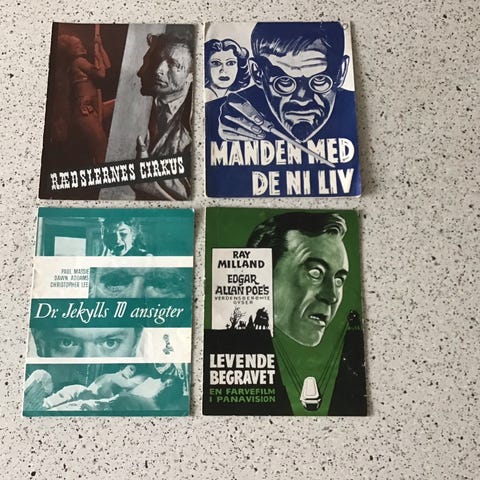 RÆDSLERNES CIRKUS
MANDEN MED
DE NI LIV
PAUL MASSIE
DAWN ADDAMS
CHRISTOPHER LEE
Dr. Jekylls 10 ansigter
RAY
MILLAND
I
EDGAR
ALLAN POE'S
VERDENSBERØMTE
GYSER
LEVENDE
BEGRAVET
EN FARVEFILM
I PANAVISION